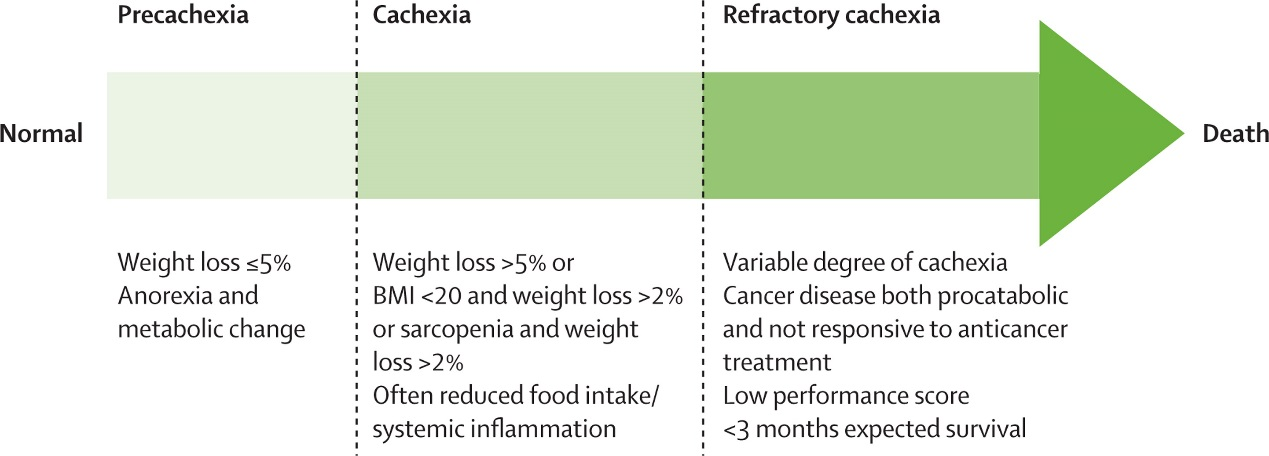 Precachexia
Cachexia
Refractory cachexia
Normal
Death
Weight loss ≤5%
Anorexia and
metabolic change
Weight loss >5% or
BMI <20 and weight loss >2%
or sarcopenia and weight
loss >2%
Often reduced food intake/
systemic inflammation
Variable degree of cachexia
Cancer disease both procatabolic
and not responsive to anticancer
treatment
Low performance score
<3 months expected survival